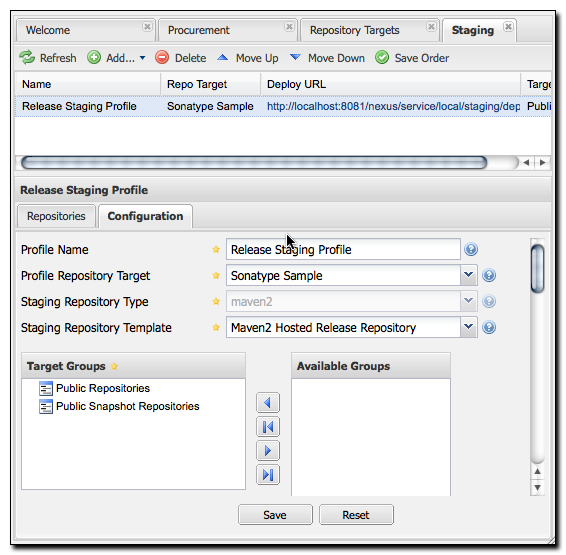 Welcome Procurement Repository Targets Staging
Refresh Add... Delete Move Up Move Down Save Order
Name Repo Target Deploy URL Targe
Release Staging Profile Sonatype Sample http://localhost:8081/nexus/service/local/staging/dep Publi
Release Staging Profile
Repositories Configuration
Profile Name Release Staging Profile
Profile Repository Target Sonatype Sample
Staging Repository Type maven2
Staging Repository Template Maven2 Hosted Release Repository
Target Groups Available Groups
Public Repositories
Public Snapshot Repositories
Save Reset